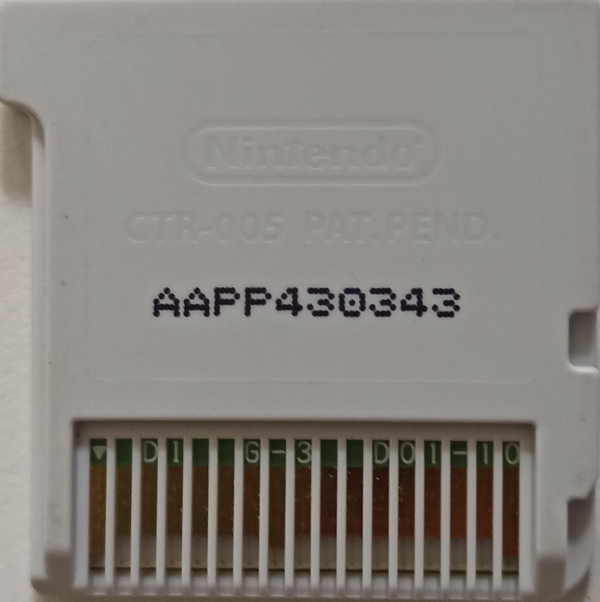 Nintendo
CTR-005 PAT. PEND.
AAPP430343
DI G-3 D01-10